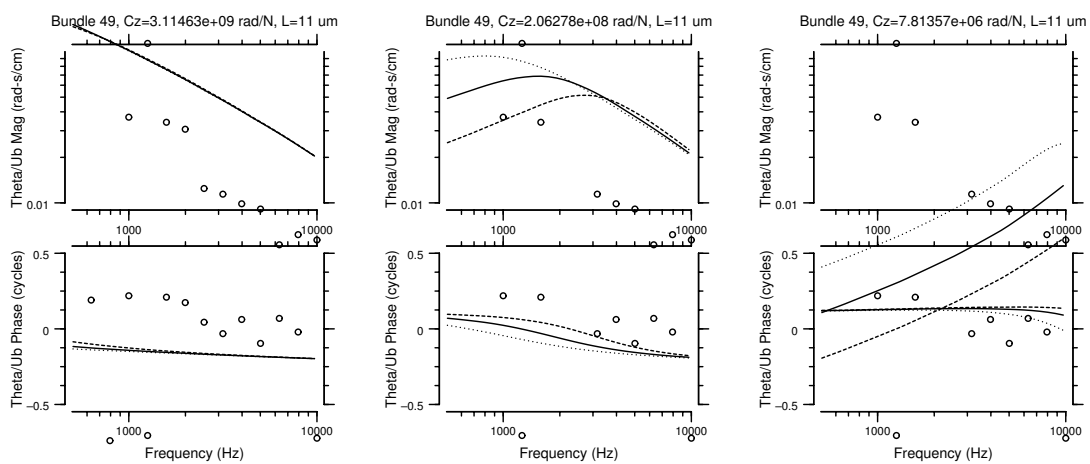 Bundle 49, Cz=3.11463e+09 rad/N, L=11 um
Theta/Ub Mag (rad-s/cm)
0.01
1000
10000
Theta/Ub Phase (cycles)
0.5
0
−0.5
1000
10000
Frequency (Hz)
Bundle 49, Cz=2.06278e+08 rad/N, L=11 um
Theta/Ub Mag (rad-s/cm)
0.01
1000
10000
Theta/Ub Phase (cycles)
0.5
0
−0.5
1000
10000
Frequency (Hz)
Bundle 49, Cz=7.81357e+06 rad/N, L=11 um
Theta/Ub Mag (rad-s/cm)
0.01
1000
10000
Theta/Ub Phase (cycles)
0.5
0
−0.5
1000
10000
Frequency (Hz)